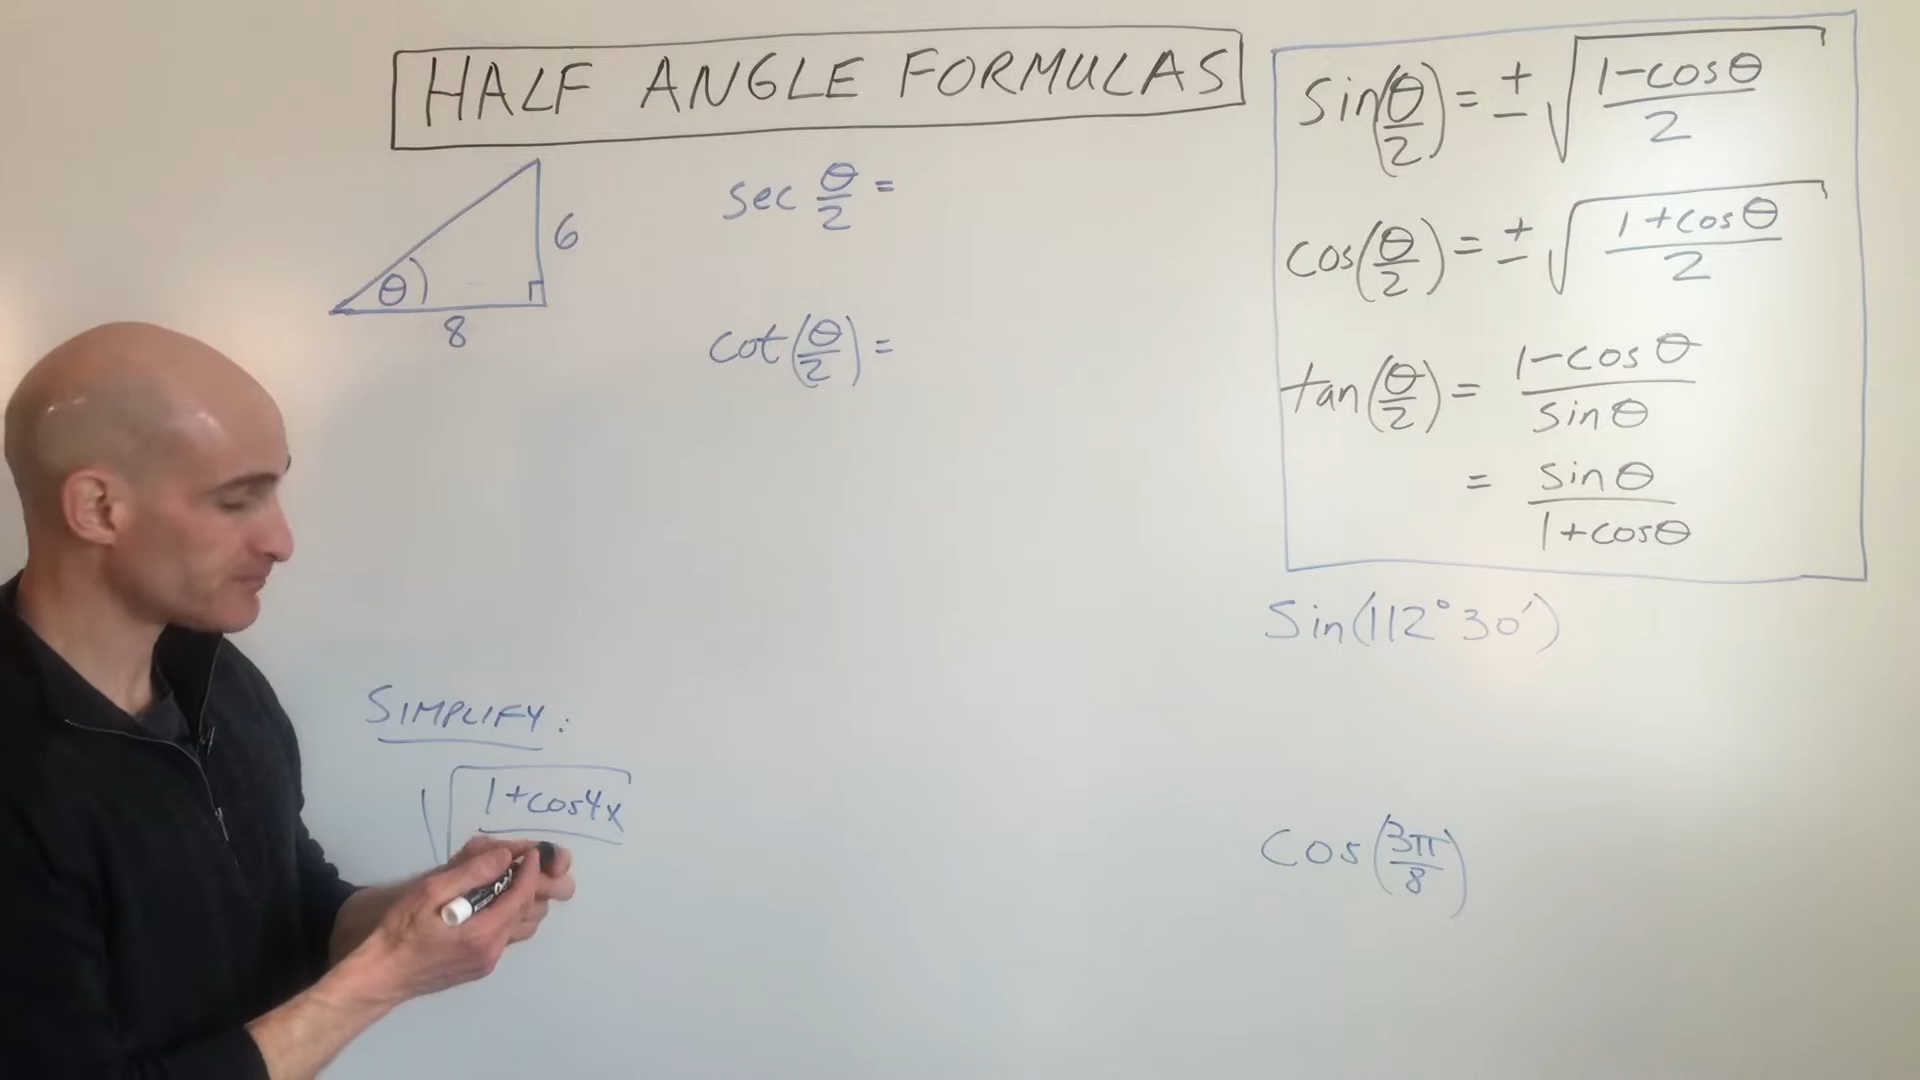 HALF ANGLE FORMULAS
sin(θ/2) = ± √((1-cosθ)/2)
cos(θ/2) = ± √((1+cosθ)/2)
tan(θ/2) = (1-cosθ)/(sinθ)
= (sinθ)/(1+cosθ)
θ
6
8
sec θ/2 =
cot(θ/2) =
Sin(112°30′)
Cos(3π/8)
SIMPLIFY:
√(1+cos4x